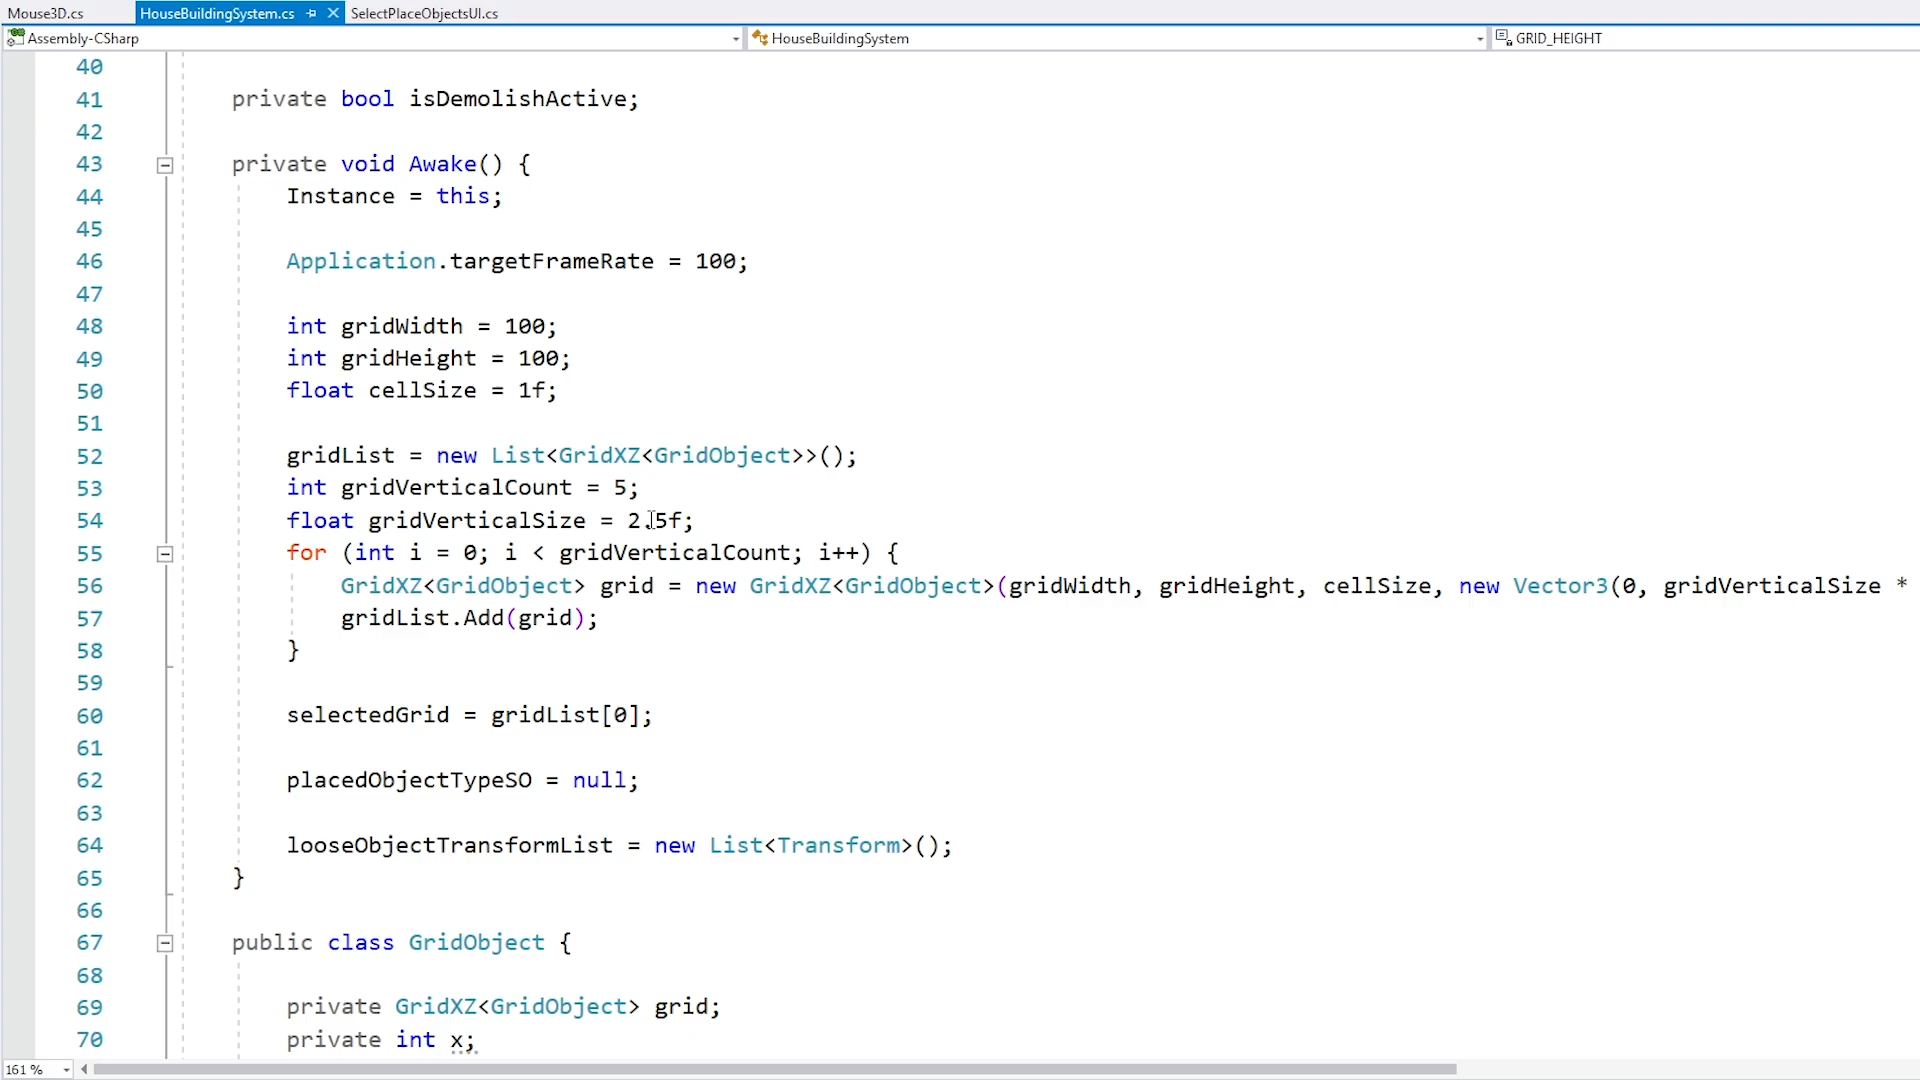 Mouse3D.cs HouseBuildingSystem.cs SelectPlaceObjectsUI.cs
Assembly-CSharp HouseBuildingSystem GRID_HEIGHT
40
41 private bool isDemolishActive;
42
43 private void Awake() {
44 Instance = this;
45
46 Application.targetFrameRate = 100;
47
48 int gridWidth = 100;
49 int gridHeight = 100;
50 float cellSize = 1f;
51
52 gridList = new List<GridXZ<GridObject>>();
53 int gridVerticalCount = 5;
54 float gridVerticalSize = 2.5f;
55 for (int i = 0; i < gridVerticalCount; i++) {
56 GridXZ<GridObject> grid = new GridXZ<GridObject>(gridWidth, gridHeight, cellSize, new Vector3(0, gridVerticalSize *
57 gridList.Add(grid);
58 }
59
60 selectedGrid = gridList[0];
61
62 placedObjectTypeSO = null;
63
64 looseObjectTransformList = new List<Transform>();
65 }
66
67 public class GridObject {
68
69 private GridXZ<GridObject> grid;
70 private int x;
161 %